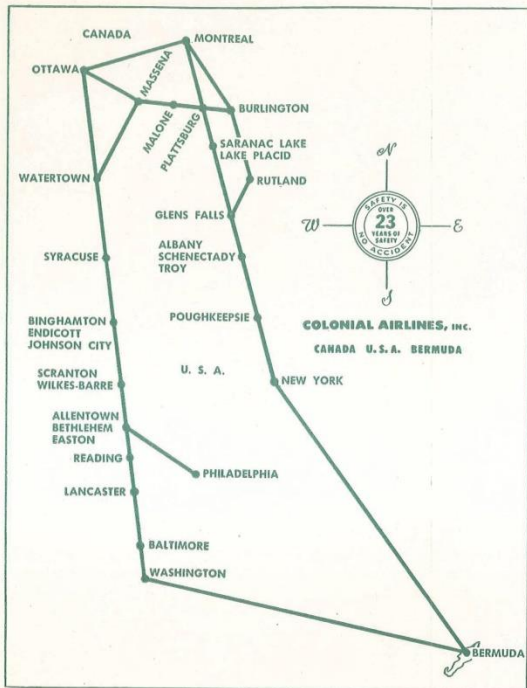 CANADA
MONTREAL
OTTAWA
MASSENA
MALONE
PLATTSBURG
BURLINGTON
SARANAC LAKE
LAKE PLACID
WATERTOWN
RUTLAND
GLENS FALLS
N
W
E
S
SAFETY IS
OVER
23
YEARS OF
SAFETY
NO ACCIDENT
SYRACUSE
ALBANY
SCHENECTADY
TROY
BINGHAMTON
ENDICOTT
JOHNSON CITY
POUGHKEEPSIE
COLONIAL AIRLINES, INC.
CANADA U.S.A. BERMUDA
U. S. A.
SCRANTON
WILKES-BARRE
NEW YORK
ALLENTOWN
BETHLEHEM
EASTON
READING
PHILADELPHIA
LANCASTER
BALTIMORE
WASHINGTON
BERMUDA